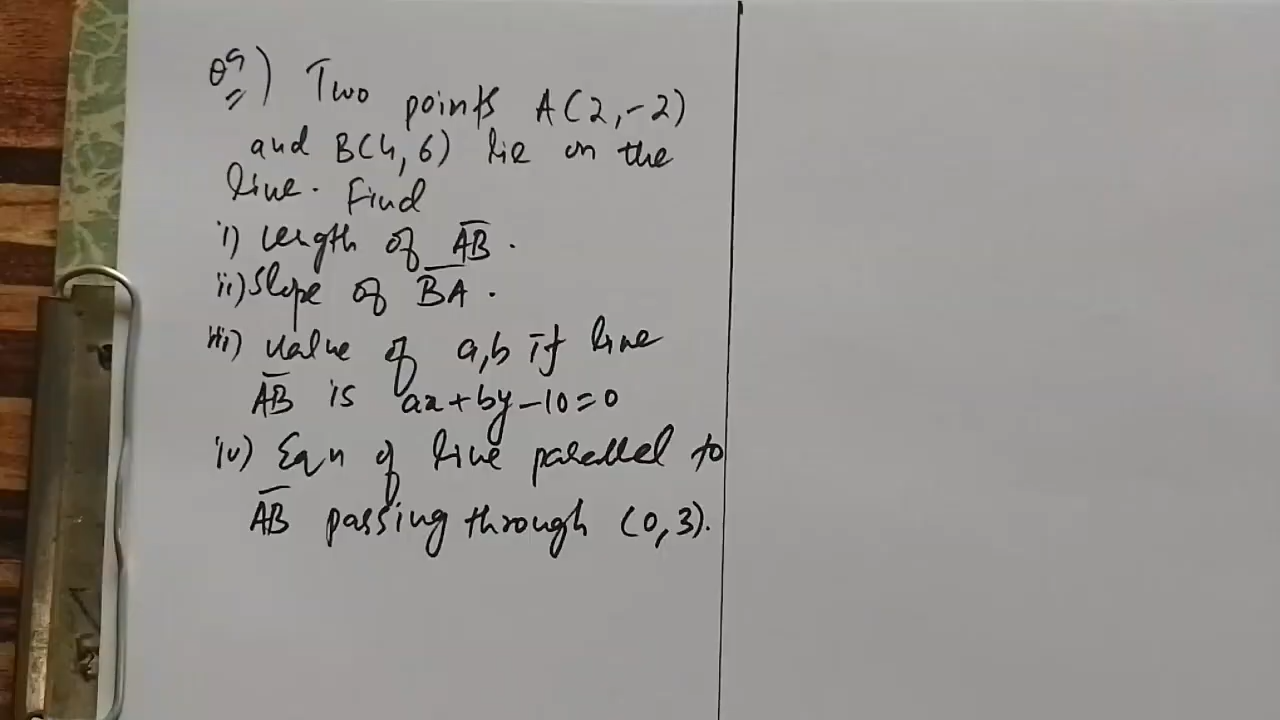 Q9) Two points A(2,-2)
and B(4,6) lie on the
line. Find
i) Length of AB.
ii) Slope of BA.
iii) Value of a,b if line
AB is ax+by-10=0
iv) Eqn of line parallel to
AB passing through (0,3).